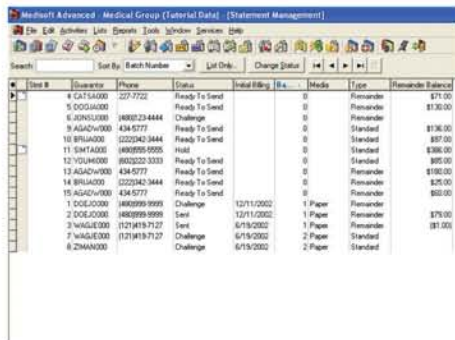 Medisoft Advanced - Medical Group (Tutorial Data) - [Statement Management]
File Edit Activities Lists Reports Tools Window Services Help
Search: Sort By: Batch Number List Only... Change Status
Stmt # Guarantor Phone Status Initial Billing Ba... Media Type Remainder Balance
4 CATSA000 227-7722 Ready To Send 0 Remainder $71.00
5 DOGJA000 Ready To Send 0 Remainder $130.00
6 JONSU000 (480)123-4444 Challenge 0 Remainder
9 AGADW000 434-5777 Ready To Send 0 Standard $136.00
10 BRIJA000 (222)342-3444 Ready To Send 0 Standard $97.00
11 SIMTA000 (480)555-5555 Hold 0 Standard $386.00
12 YOUMI000 (602)222-3333 Ready To Send 0 Standard $85.00
13 AGADW000 434-5777 Ready To Send 0 Remainder $180.00
14 BRIJA000 (222)342-3444 Ready To Send 0 Remainder $25.00
15 AGADW000 434-5777 Ready To Send 0 Remainder $60.00
1 DOEJO000 (480)999-9999 Challenge 12/11/2002 1 Paper Remainder
2 DOEJO000 (480)999-9999 Sent 12/11/2002 1 Paper Remainder $79.00
3 WAGJE000 (121)419-7127 Sent 6/19/2002 1 Paper Remainder ($1.00)
7 WAGJE000 (121)419-7127 Challenge 6/19/2002 2 Paper Standard
8 ZIMAN000 Challenge 6/19/2002 2 Paper Standard